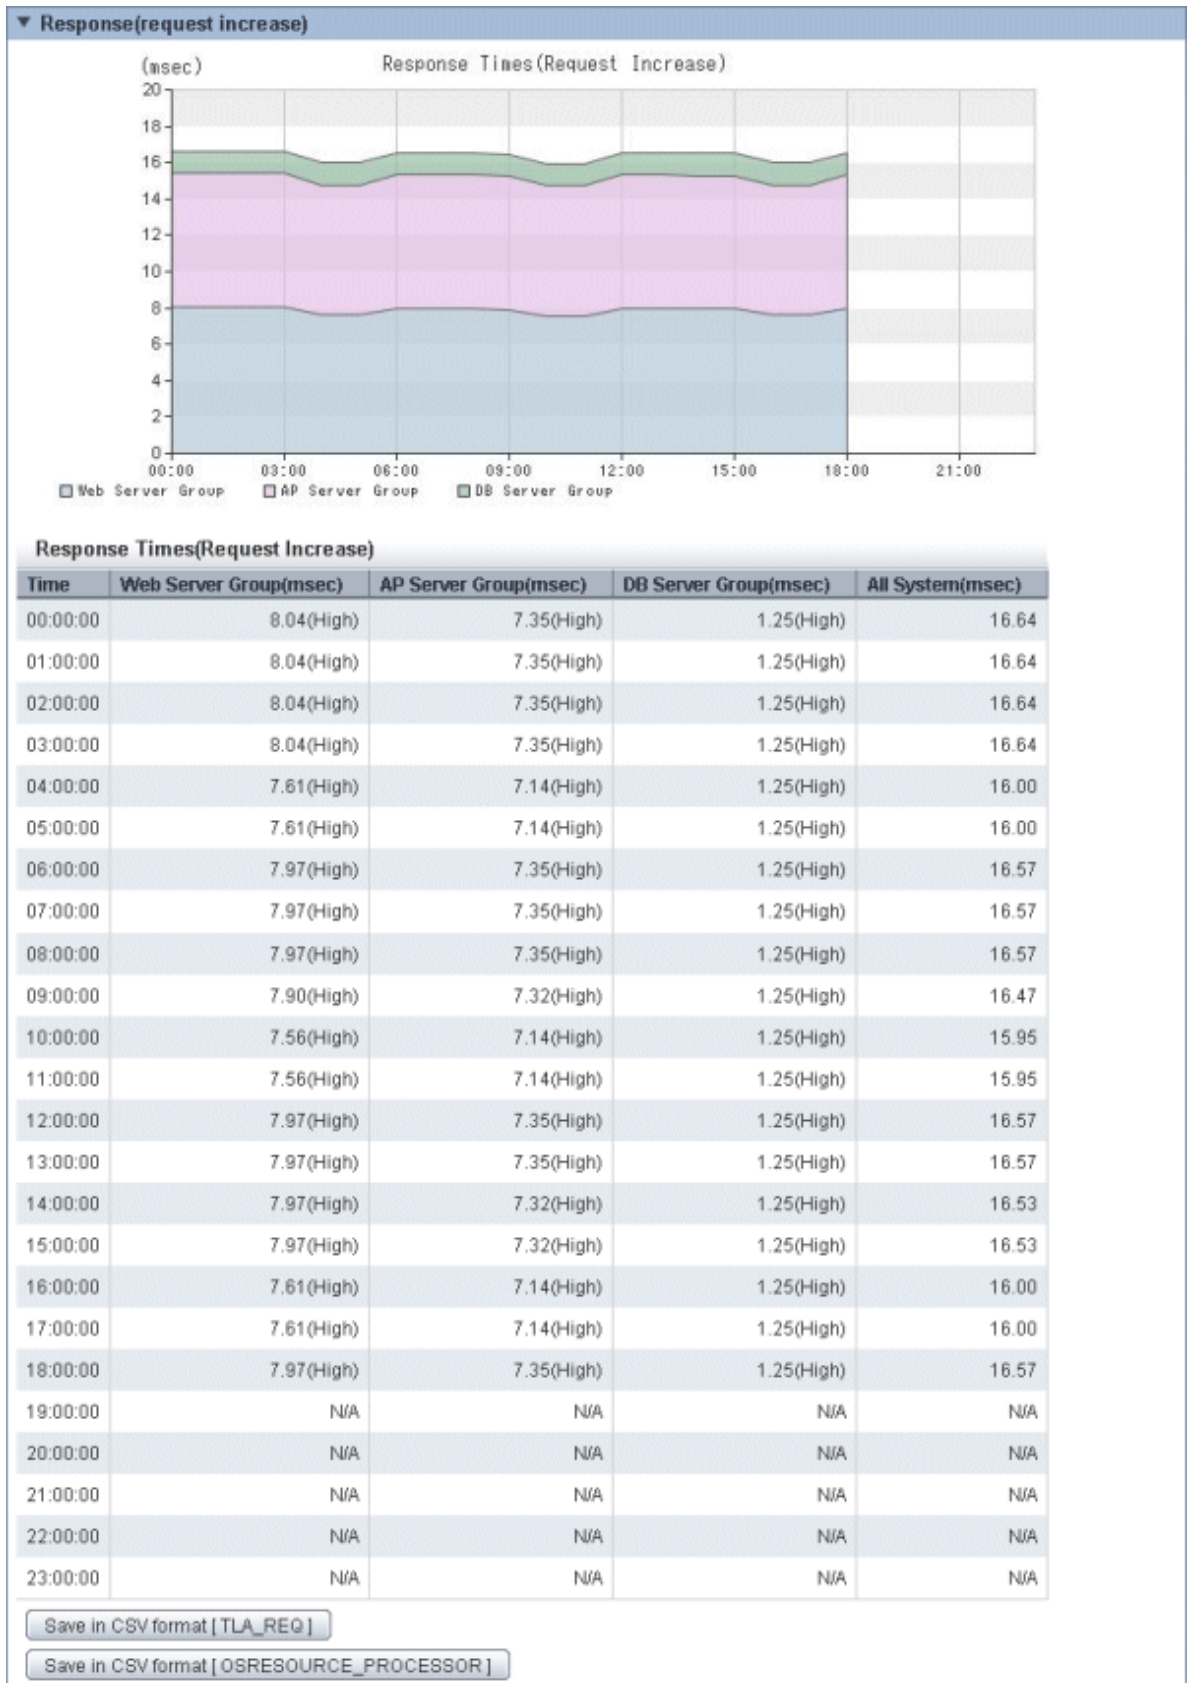 ▼ Response(request increase)
(msec) Response Times(Request Increase)
20
18
16
14
12
10
8
6
4
2
0
00:00 03:00 06:00 09:00 12:00 15:00 18:00 21:00
Web Server Group AP Server Group DB Server Group
Response Times(Request Increase)
Time Web Server Group(msec) AP Server Group(msec) DB Server Group(msec) All System(msec)
00:00:00 8.04(High) 7.35(High) 1.25(High) 16.64
01:00:00 8.04(High) 7.35(High) 1.25(High) 16.64
02:00:00 8.04(High) 7.35(High) 1.25(High) 16.64
03:00:00 8.04(High) 7.35(High) 1.25(High) 16.64
04:00:00 7.61(High) 7.14(High) 1.25(High) 16.00
05:00:00 7.61(High) 7.14(High) 1.25(High) 16.00
06:00:00 7.97(High) 7.35(High) 1.25(High) 16.57
07:00:00 7.97(High) 7.35(High) 1.25(High) 16.57
08:00:00 7.97(High) 7.35(High) 1.25(High) 16.57
09:00:00 7.90(High) 7.32(High) 1.25(High) 16.47
10:00:00 7.56(High) 7.14(High) 1.25(High) 15.95
11:00:00 7.56(High) 7.14(High) 1.25(High) 15.95
12:00:00 7.97(High) 7.35(High) 1.25(High) 16.57
13:00:00 7.97(High) 7.35(High) 1.25(High) 16.57
14:00:00 7.97(High) 7.32(High) 1.25(High) 16.53
15:00:00 7.97(High) 7.32(High) 1.25(High) 16.53
16:00:00 7.61(High) 7.14(High) 1.25(High) 16.00
17:00:00 7.61(High) 7.14(High) 1.25(High) 16.00
18:00:00 7.97(High) 7.35(High) 1.25(High) 16.57
19:00:00 N/A N/A N/A N/A
20:00:00 N/A N/A N/A N/A
21:00:00 N/A N/A N/A N/A
22:00:00 N/A N/A N/A N/A
23:00:00 N/A N/A N/A N/A
Save in CSV format [ TLA_REQ ]
Save in CSV format [ OSRESOURCE_PROCESSOR ]